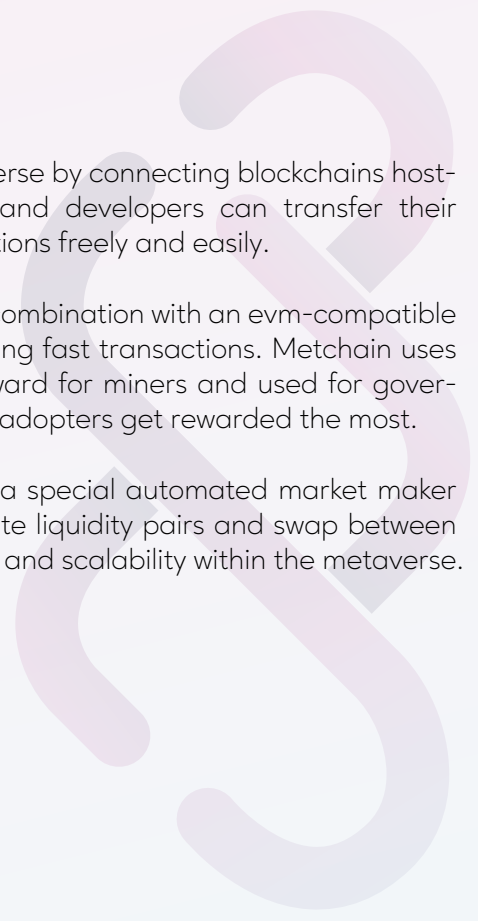 erse by connecting blockchains host-
and developers can transfer their
tions freely and easily.
ombination with an evm-compatible
ng fast transactions. Metchain uses
ward for miners and used for gover-
adopters get rewarded the most.
a special automated market maker
te liquidity pairs and swap between
and scalability within the metaverse.